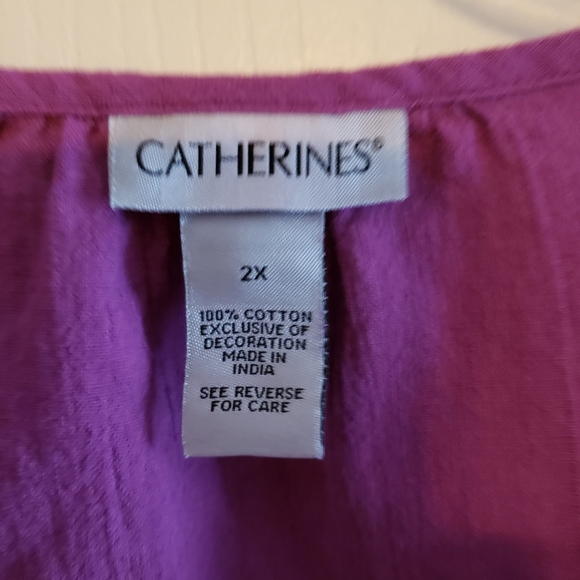 CATHERINES®
2X
100% COTTON
EXCLUSIVE OF
DECORATION
MADE IN
INDIA
SEE REVERSE
FOR CARE